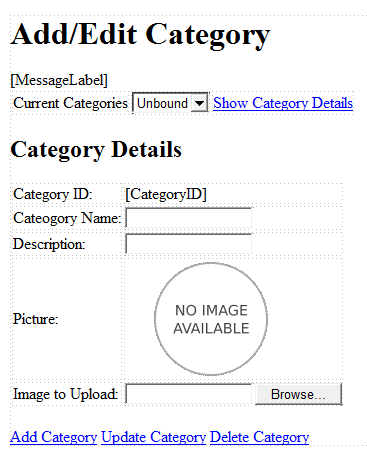 Add/Edit Category
[MessageLabel]
Current Categories Unbound Show Category Details
Category Details
Category ID: [CategoryID]
Cateogory Name:
Description:
NO IMAGE
AVAILABLE
Picture:
Image to Upload: Browse...
Add Category Update Category Delete Category